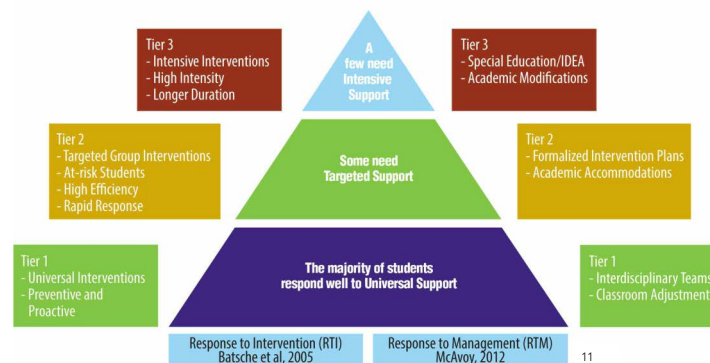 Tier 3
- Intensive Interventions
- High Intensity
- Longer Duration
A
few need
Intensive
Support
Tier 3
- Special Education/IDEA
- Academic Modifications
Tier 2
- Targeted Group Interventions
- At-risk Students
- High Efficiency
- Rapid Response
Some need
Targeted Support
Tier 2
- Formalized Intervention Plans
- Academic Accommodations
Tier 1
- Universal Interventions
- Preventive and
Proactive
The majority of students
respond well to Universal Support
Tier 1
- Interdisciplinary Teams
- Classroom Adjustment
Response to Intervention (RTI)
Batsche et al, 2005
Response to Management (RTM)
McAvoy, 2012
11